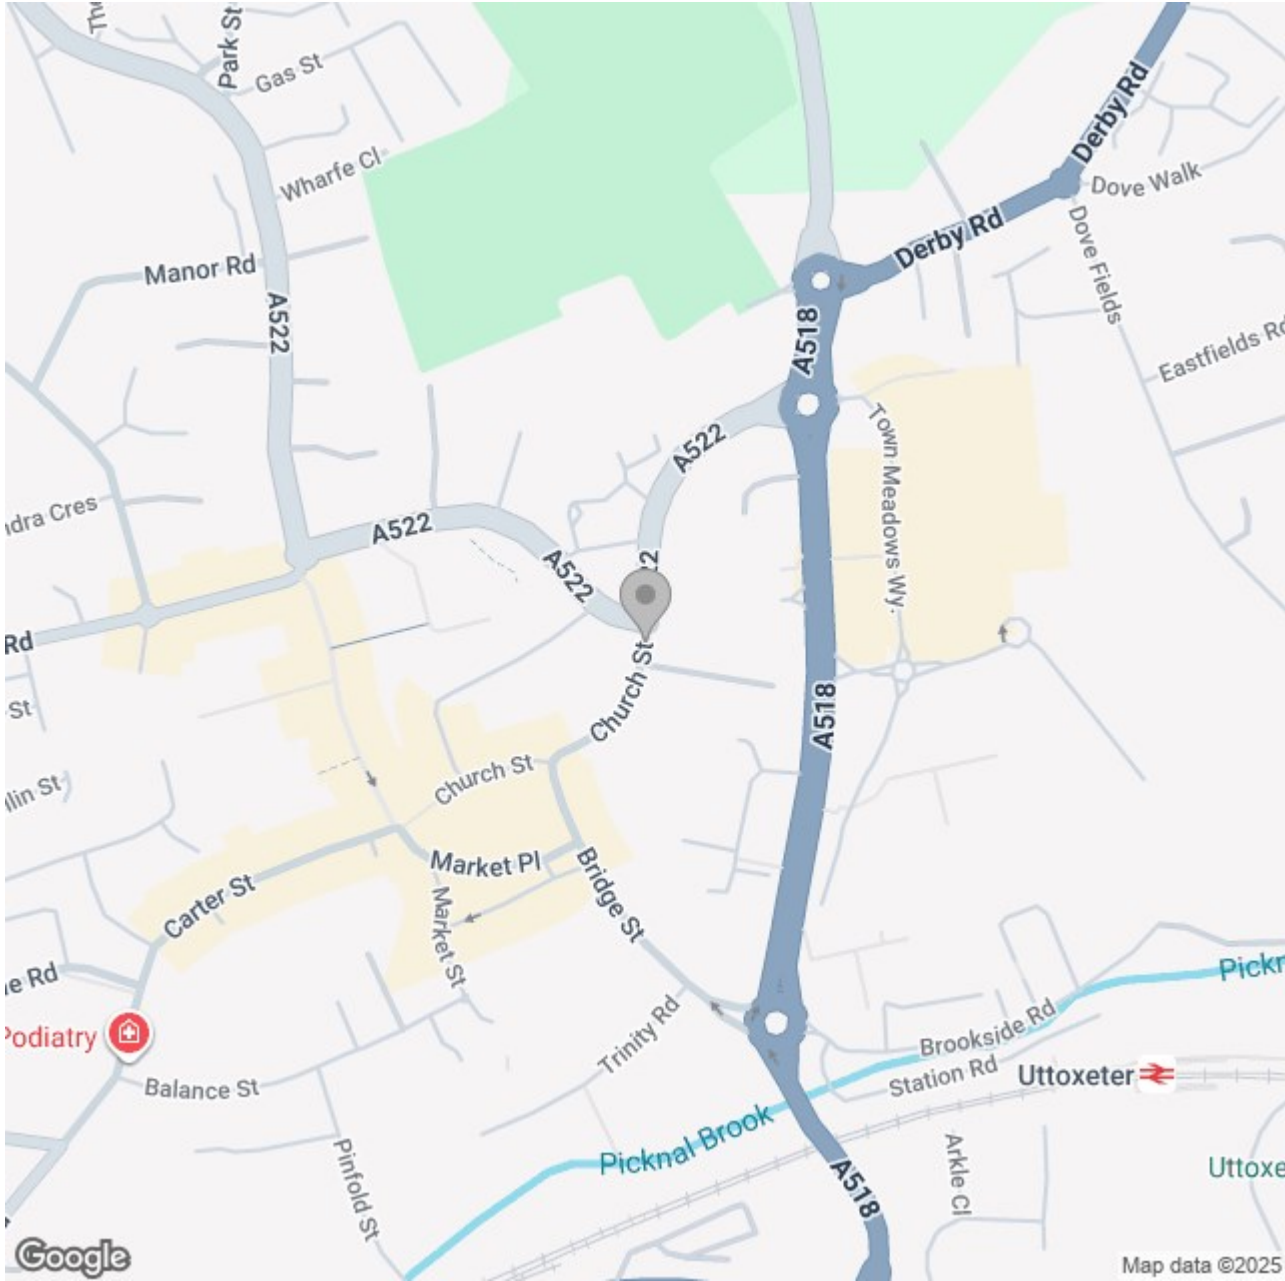 Park St
Gas St
Wharfe Cl
Manor Rd
A522
Derby Rd
Dove Walk
Derby Rd
Dove Fields
A518
Eastfields Rd
A522
Town Meadows Wy.
ndra Cres
A522
A522
22
Rd
Church St
A518
St
lin St
Church St
Market Pl
Bridge St
Carter St
Market St
e Rd
Podiatry
Trinity Rd
Brookside Rd
Station Rd
Uttoxeter
Balance St
Picknal Brook
Pinfold St
A518
Arkle Cl
Uttoxe
Google
Map data ©2025